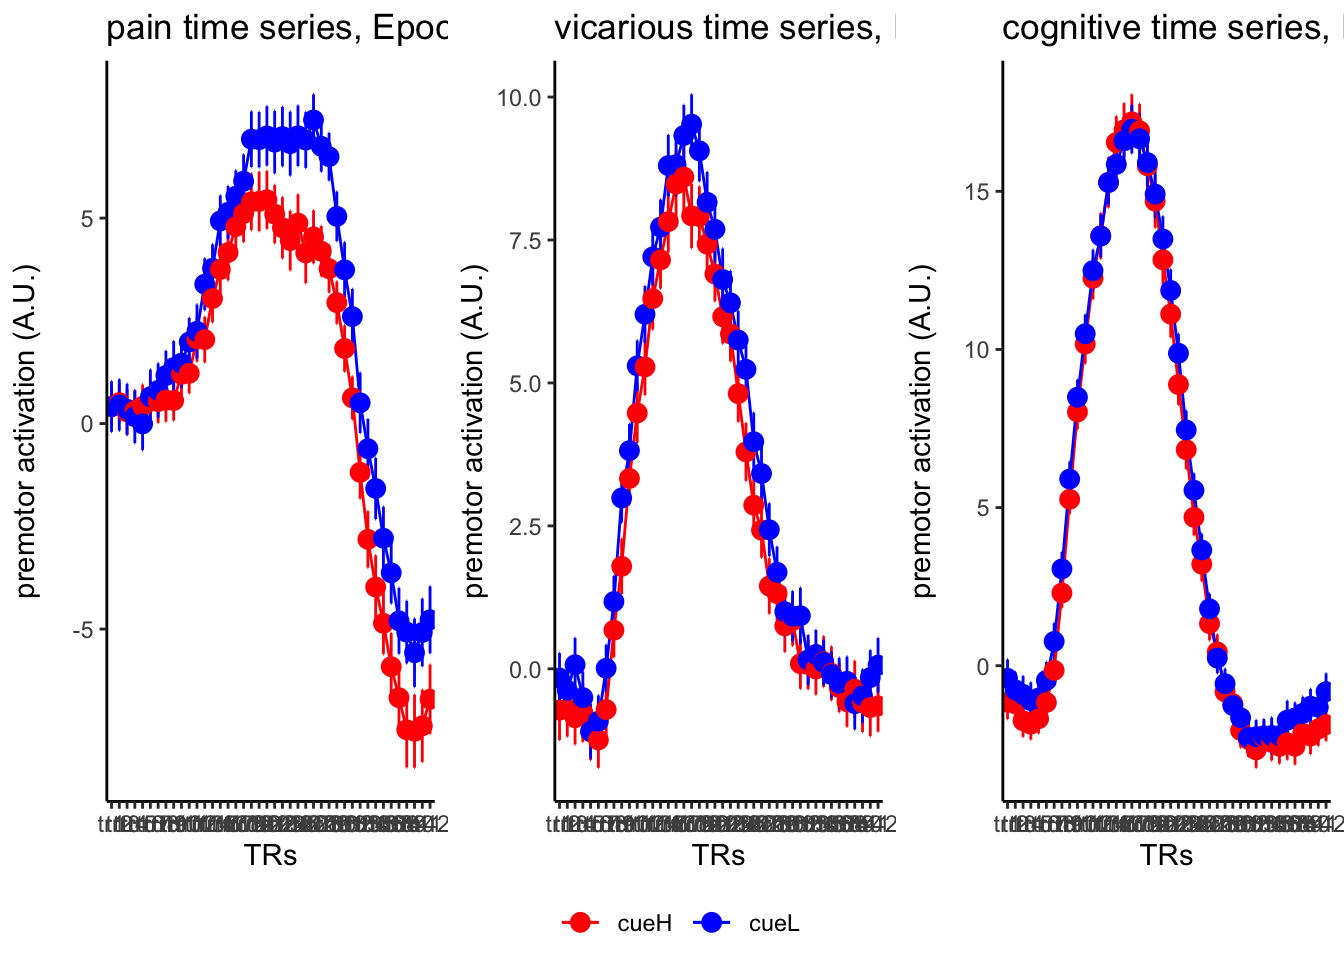 pain time series, Epoc
vicarious time series,
cognitive time series,
premotor activation (A.U.)
5
0
-5
TRs
premotor activation (A.U.)
10.0
7.5
5.0
2.5
0.0
TRs
premotor activation (A.U.)
15
10
5
0
TRs
cueH
cueL